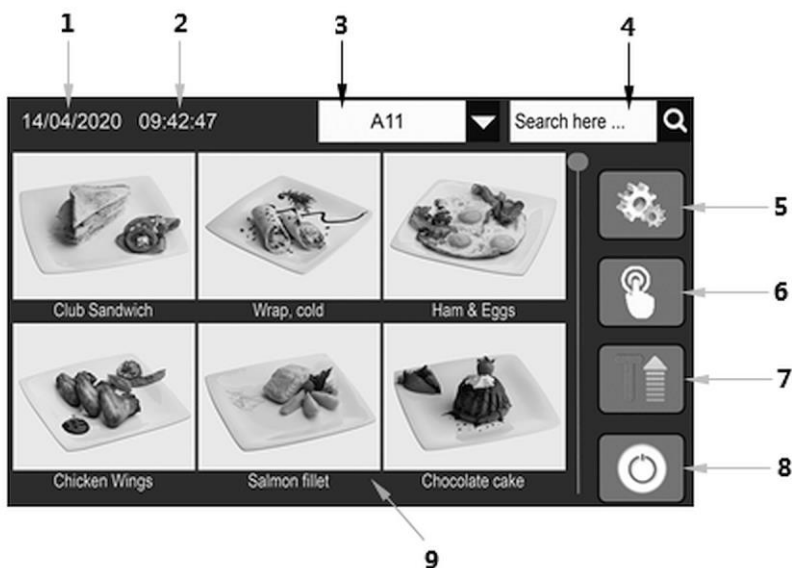 1 2 3 4
14/04/2020 09:42:47 A11 Search here ...
5
Club Sandwich Wrap, cold Ham & Eggs
6
7
Chicken Wings Salmon fillet Chocolate cake
8
9